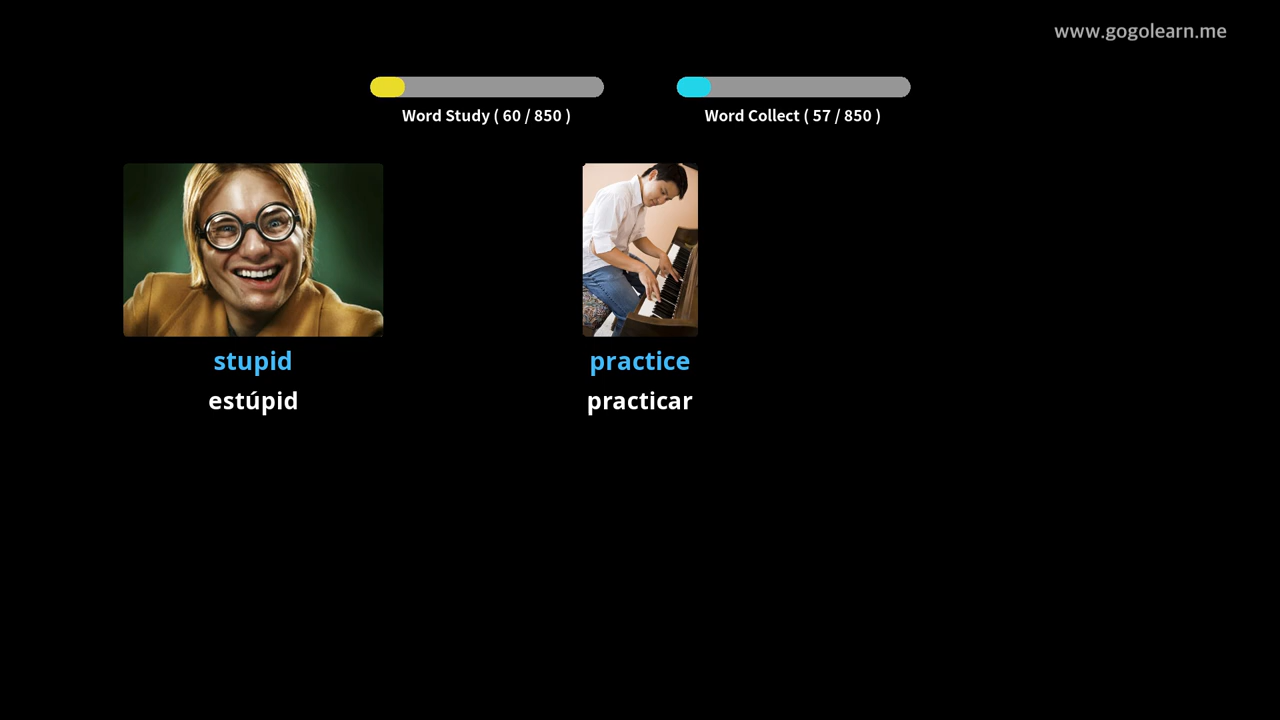 www.gogolearn.me
Word Study ( 60 / 850 )
Word Collect ( 57 / 850 )
stupid
estúpid
practice
practicar